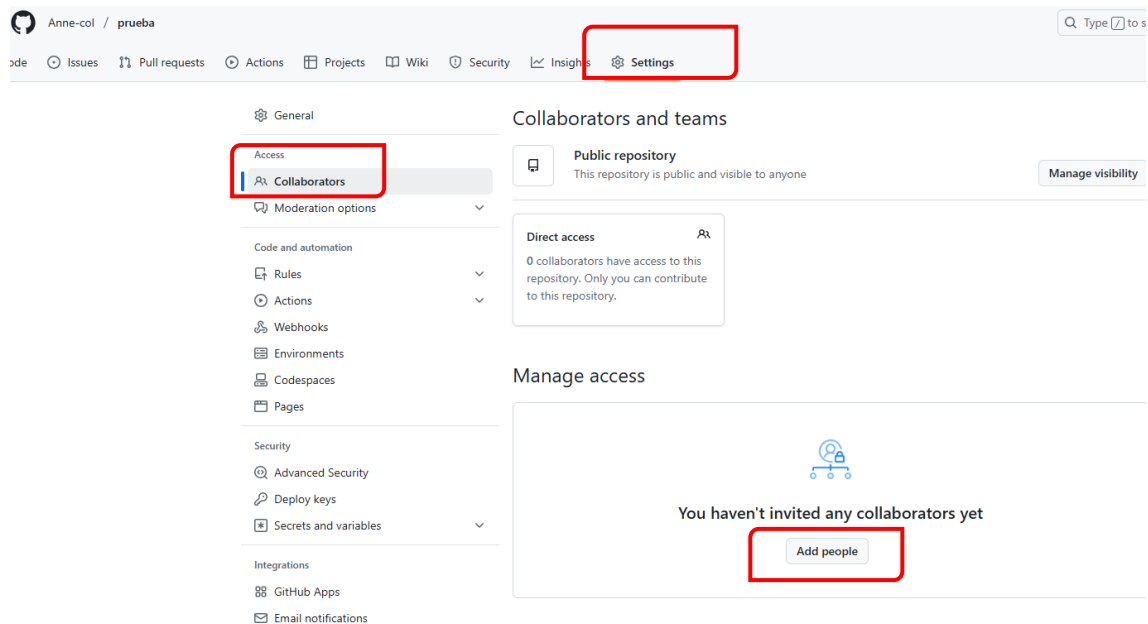 Anne-col / prueba
Type / to s
ode Issues Pull requests Actions Projects Wiki Security Insights Settings
General
Access
Collaborators
Moderation options
Code and automation
Rules
Actions
Webhooks
Environments
Codespaces
Pages
Security
Advanced Security
Deploy keys
Secrets and variables
Integrations
GitHub Apps
Email notifications
Collaborators and teams
Public repository
This repository is public and visible to anyone
Manage visibility
Direct access
0 collaborators have access to this
repository. Only you can contribute
to this repository.
Manage access
You haven't invited any collaborators yet
Add people